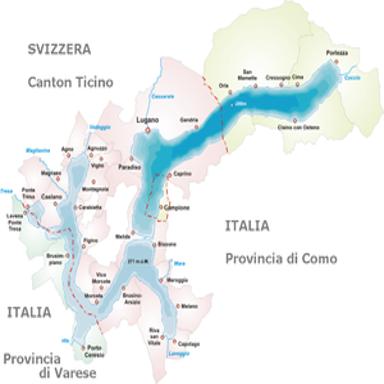 SVIZZERA
Canton Ticino
Porlezza
San
Mamette
Cressogno
Cima
Cuccio
Oria
Cassarate
Lugano
Gandria
Claino con Osteno
Vedeggio
Agno
Agnuzzo
Magliasina
Viglio
Magliaso
Paradiso
Caprino
Montagnola
Tresa
Ponte
Tresa
Caslano
Lavena
Ponte
Tresa
Carabietta
Campione
Melide
ITALIA
Figino
Bissone
Brusim-
piano
271 m s.l.m.
Mara
Provincia di Como
Vico
Morcote
Maroggia
Morcote
Brusino-
Arsizio
Melano
ITALIA
Riva
san
Vitale
Capolago
Porto
Ceresio
Laveggio
Provincia
di Varese